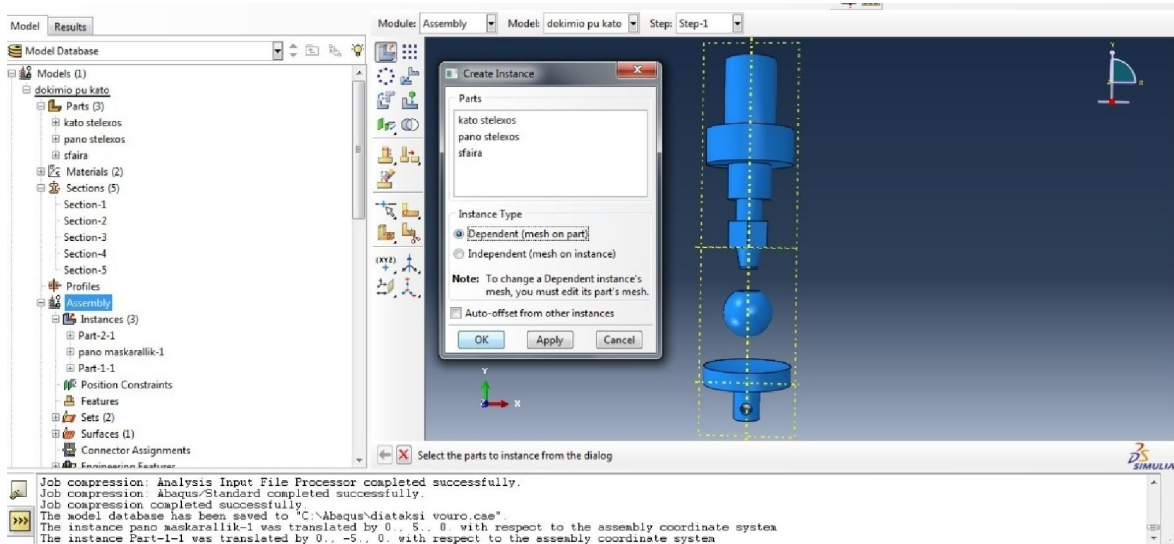 Model Results
Module: Assembly Model: dokimio pu kato Step: Step-1
Model Database
Models (1)
dokimio pu kato
Parts (3)
kato stelexos
pano stelexos
sfaira
Materials (2)
Sections (5)
Section-1
Section-2
Section-3
Section-4
Section-5
Profiles
Assembly
Instances (3)
Part-2-1
pano maskarallik-1
Part-1-1
Position Constraints
Features
Sets (2)
Surfaces (1)
Connector Assignments
Engineering Features
(XYZ)
Create Instance
Parts
kato stelexos
pano stelexos
sfaira
Instance Type
Dependent (mesh on part)
Independent (mesh on instance)
Note: To change a Dependent instance's
mesh, you must edit its part's mesh.
Auto-offset from other instances
OK Apply Cancel
Y
X
Select the parts to instance from the dialog
SIMULIA
Job compression: Analysis Input File Processor completed successfully.
Job compression: Abaqus/Standard completed successfully.
Job compression completed successfully.
The model database has been saved to "C:\Abaqus\diataksi vouro.cae".
The instance pano maskarallik-1 was translated by 0., 5., 0. with respect to the assembly coordinate system
The instance Part-1-1 was translated by 0., -5., 0. with respect to the assembly coordinate system